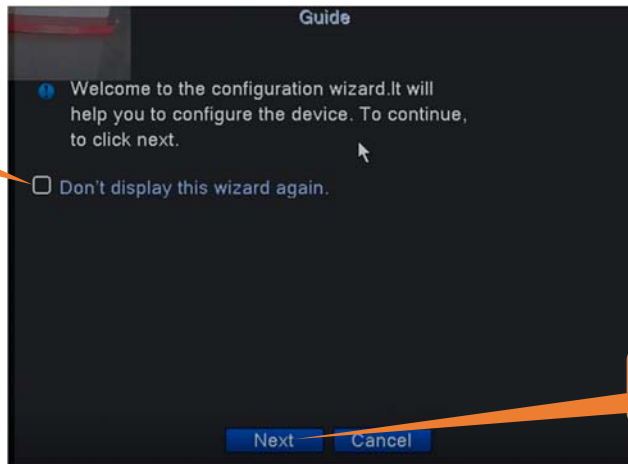 Guide
Welcome to the configuration wizard.It will
help you to configure the device. To continue,
to click next.
Don't display this wizard again.
Next Cancel